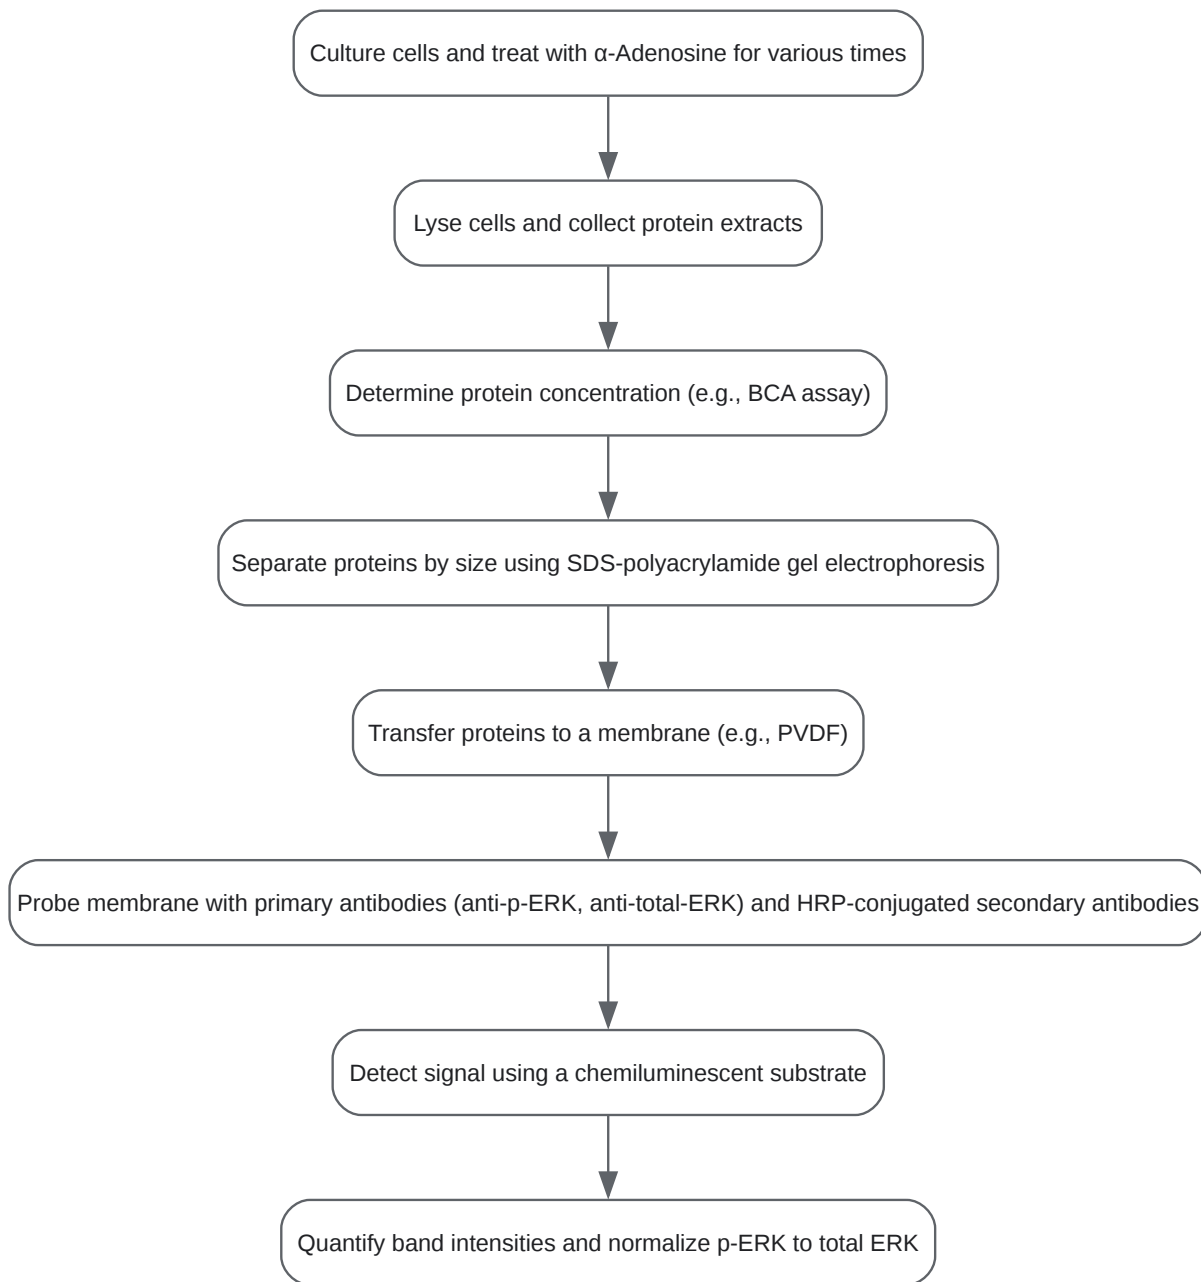 Culture cells and treat with α-Adenosine for various times
Lyse cells and collect protein extracts
Determine protein concentration (e.g., BCA assay)
Separate proteins by size using SDS-polyacrylamide gel electrophoresis
Transfer proteins to a membrane (e.g., PVDF)
Probe membrane with primary antibodies (anti-p-ERK, anti-total-ERK) and HRP-conjugated secondary antibodies
Detect signal using a chemiluminescent substrate
Quantify band intensities and normalize p-ERK to total ERK